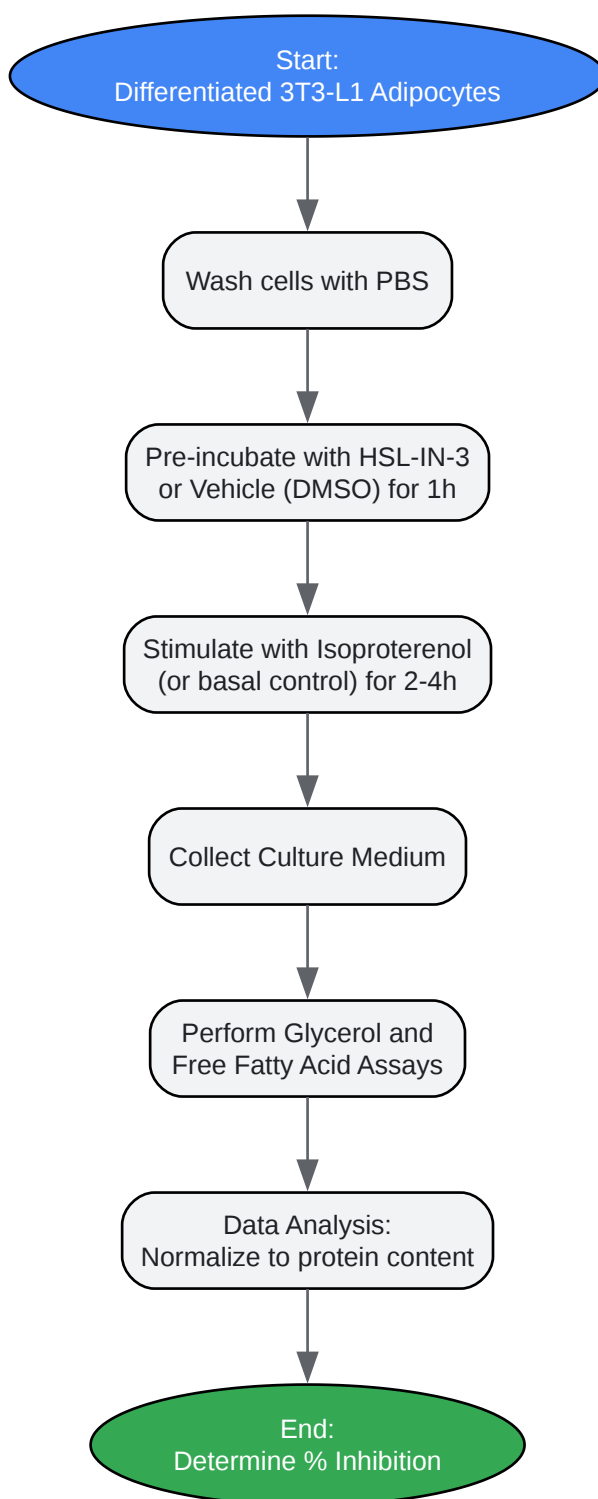 Start:
Differentiated 3T3-L1 Adipocytes
Wash cells with PBS
Pre-incubate with HSL-IN-3
or Vehicle (DMSO) for 1h
Stimulate with Isoproterenol
(or basal control) for 2-4h
Collect Culture Medium
Perform Glycerol and
Free Fatty Acid Assays
Data Analysis:
Normalize to protein content
End:
Determine % Inhibition